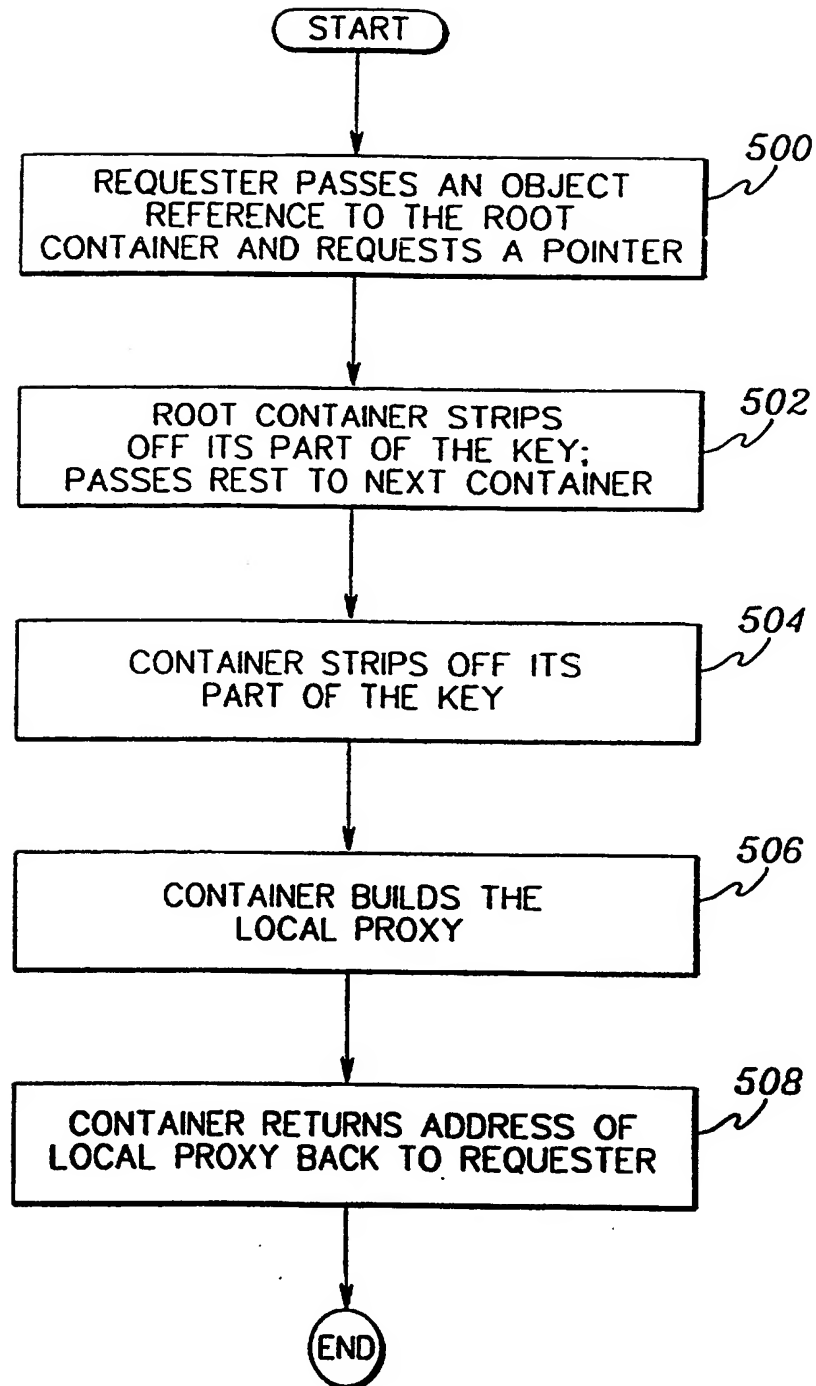 START
500
REQUESTER PASSES AN OBJECT
REFERENCE TO THE ROOT
CONTAINER AND REQUESTS A POINTER
502
ROOT CONTAINER STRIPS
OFF ITS PART OF THE KEY;
PASSES REST TO NEXT CONTAINER
504
CONTAINER STRIPS OFF ITS
PART OF THE KEY
506
CONTAINER BUILDS THE
LOCAL PROXY
508
CONTAINER RETURNS ADDRESS OF
LOCAL PROXY BACK TO REQUESTER
END